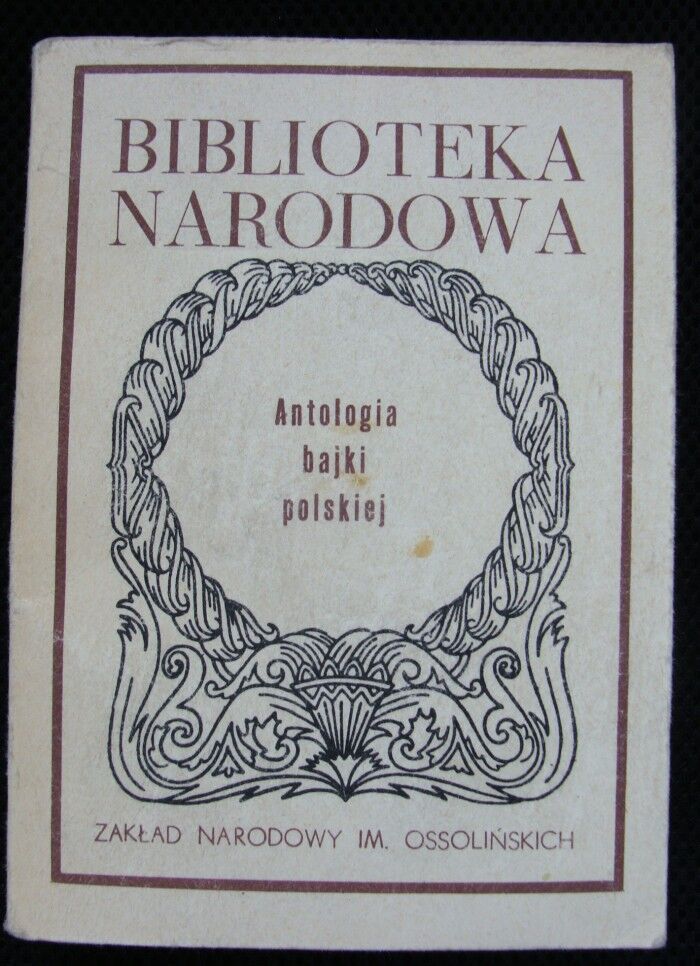 BIBLIOTEKA
NARODOWA
Antologia
bajki
polskiej
ZAKŁAD NARODOWY IM. OSSOLIŃSKICH